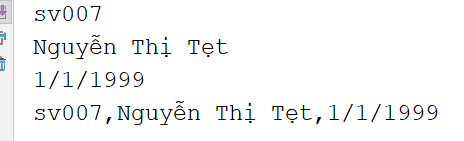 sv007
Nguyễn Thị Tẹt
1/1/1999
sv007,Nguyễn Thị Tẹt,1/1/1999